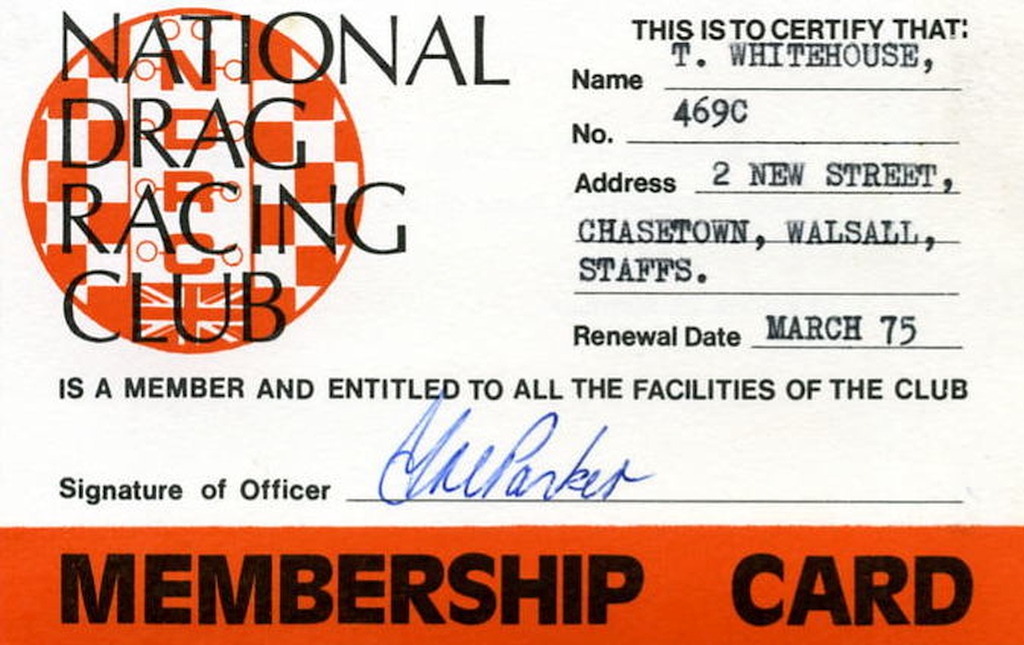 NATIONAL
DRAG
RACING
CLUB
N
D
R
C
THIS IS TO CERTIFY THAT:
Name T. WHITEHOUSE,
No. 469C
Address 2 NEW STREET,
CHASETOWN, WALSALL,
STAFFS.
Renewal Date MARCH 75
IS A MEMBER AND ENTITLED TO ALL THE FACILITIES OF THE CLUB
Signature of Officer Parker
MEMBERSHIP CARD